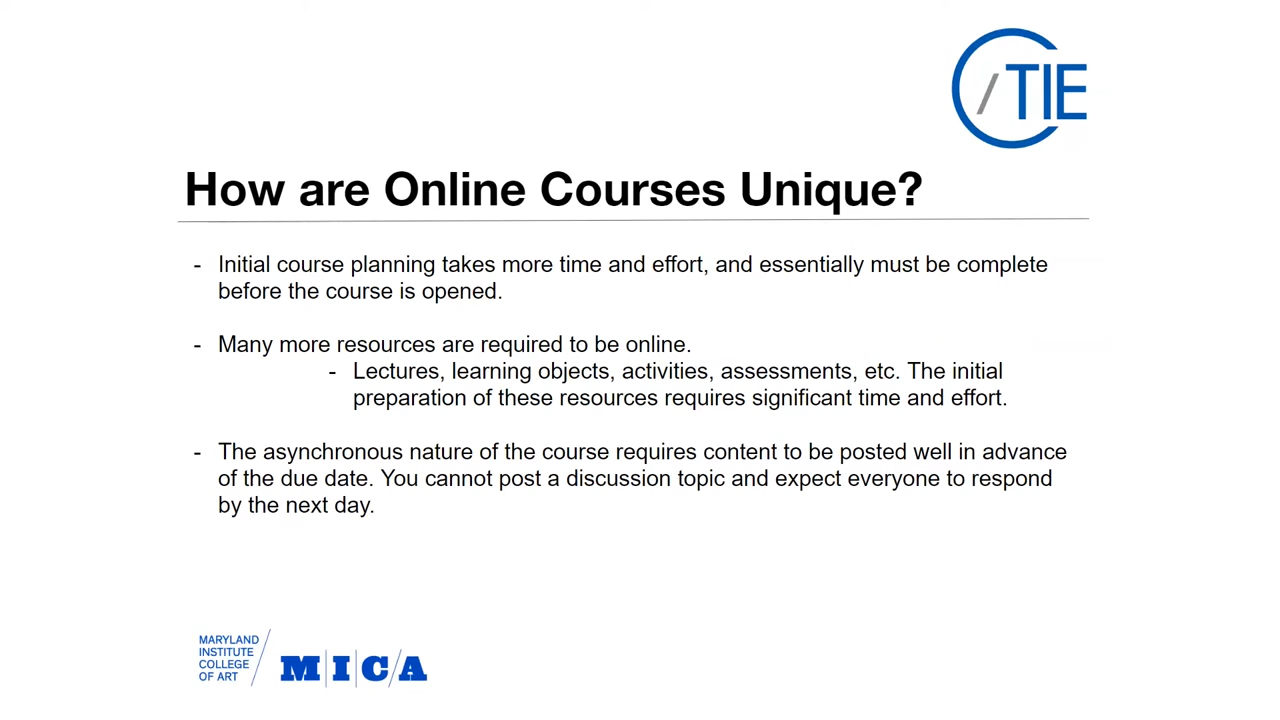 /TIE
How are Online Courses Unique?
- Initial course planning takes more time and effort, and essentially must be complete
before the course is opened.
- Many more resources are required to be online.
- Lectures, learning objects, activities, assessments, etc. The initial
preparation of these resources requires significant time and effort.
- The asynchronous nature of the course requires content to be posted well in advance
of the due date. You cannot post a discussion topic and expect everyone to respond
by the next day.
MARYLAND
INSTITUTE
COLLEGE
OF ART
M|I|C/A